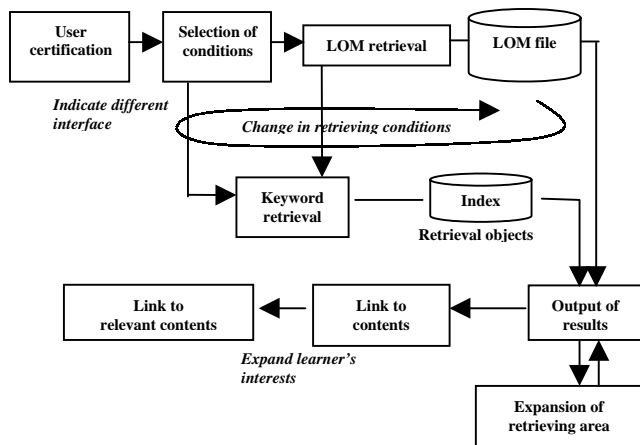 User
certification
Selection of
conditions
LOM retrieval
LOM file
Indicate different
interface
Change in retrieving conditions
Keyword
retrieval
Index
Retrieval objects
Link to
relevant contents
Link to
contents
Output of
results
Expand learner's
interests
Expansion of
retrieving area